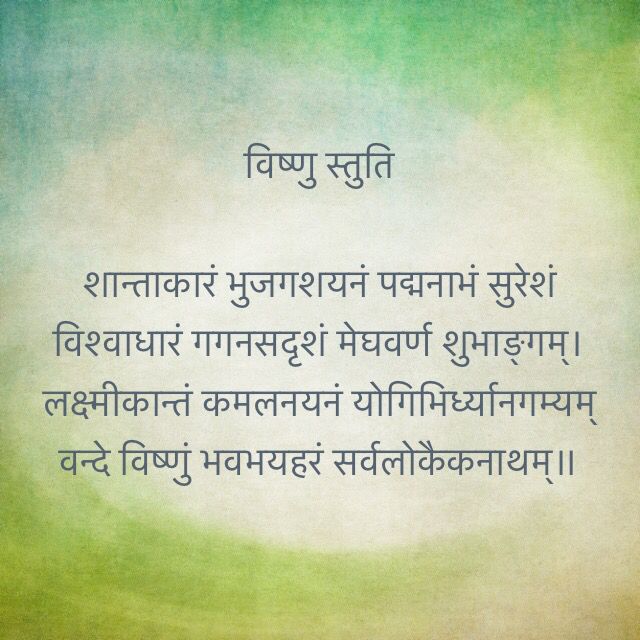 विष्णु स्तुति
शान्ताकारं भुजगशयनं पद्मनाभं सुरेशं
विश्वाधारं गगनसदृशं मेघवर्ण शुभाङ्गम्।
लक्ष्मीकान्तं कमलनयनं योगिभिर्ध्यानगम्यम्
वन्दे विष्णुं भवभयहरं सर्वलोकैकनाथम्॥